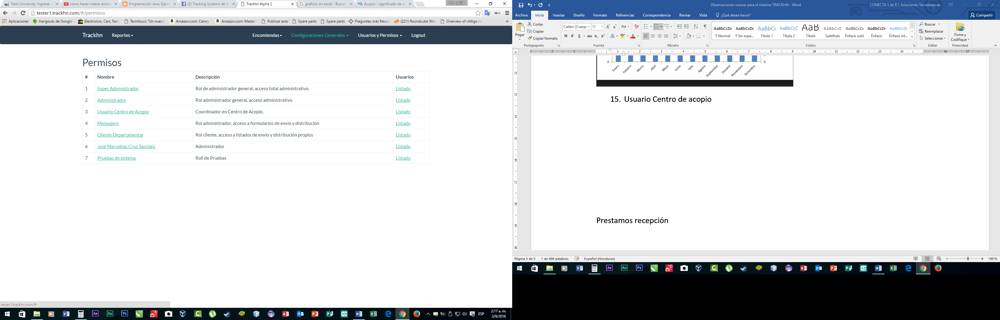 Next University: Ingresar a
como hacer videos animac
Programación Java: Ejercic
(2) Tracking Systems de M
Trackhn Alpha 2
graficos en excel - Buscar
Acopio - significado de ac
HD Aguilar
tester1.trackhn.com/#/permisos
Aplicaciones
Hangouts de Google+
Electronics, Cars, Fash
Tecnitours "Un nuevo
Amazon.com: Camry
Amazon.com: Master
Publicar esto
Spare parts
Spare parts
Preguntas más frecue
(221) Roundcube Web
Overview of vitiligo re
Trackhn
Reportes
Encomiendas
Configuraciones Generales
Usuarios y Permisos
Logout
Permisos
# Nombre Descripción Usuarios
1 Súper Administrador Rol de administrador general, acceso total administrativo. Listado
2 Administrador Rol administrador general, acceso administrativo Listado
3 Usuario Centro de Acopio Coordinador en Centro de Acopio. Listado
4 Mensajero Rol administrador, acceso a formularios de envio y distribución Listado
5 Cliente Departamental Rol cliente, acceso a listados de envio y distribución propios Listado
6 Jose Marcelino Cruz Sanchez Administrador Listado
7 Pruebas de sistema Roll de Pruebas Listado
tester1.trackhn.com/#
ESP
2:17 a. m.
3/8/2016
Observaciones nuevas para el sistema TRACKHN - Word
CONECTA S de R L Soluciones Tecnologicas.
Archivo Inicio Insertar Diseño Formato Referencias Correspondencia Revisar Vista ¿Qué desea hacer? Compartir
Pegar
Cortar
Copiar
Copiar formato
Portapapeles
Calibri (Cuerpo 11
N K S abc x₂ x²
Fuente
Párrafo
AaBbCcDc AaBbCcDc AaBbC AaBbCcD AaB AaBbCcD AaBbCcDc AaBbCcDc AaBbCcDc
¶ Normal ¶ Sin espa... Título 1 Título 2 Título Subtítulo Énfasis sutil Énfasis Énfasis int...
Estilos
Buscar
Reemplazar
Seleccionar
Editar
Firme y
Codifique
Privacidad
0
0
Enero Febrero Marzo Abril Mayo Junio Julio Agosto Septiembre Octubre Noviembre Diciembre
15. Usuario Centro de acopio
Prestamos recepción
Página 5 de 5 1 de 404 palabras Español (Honduras) 190 %